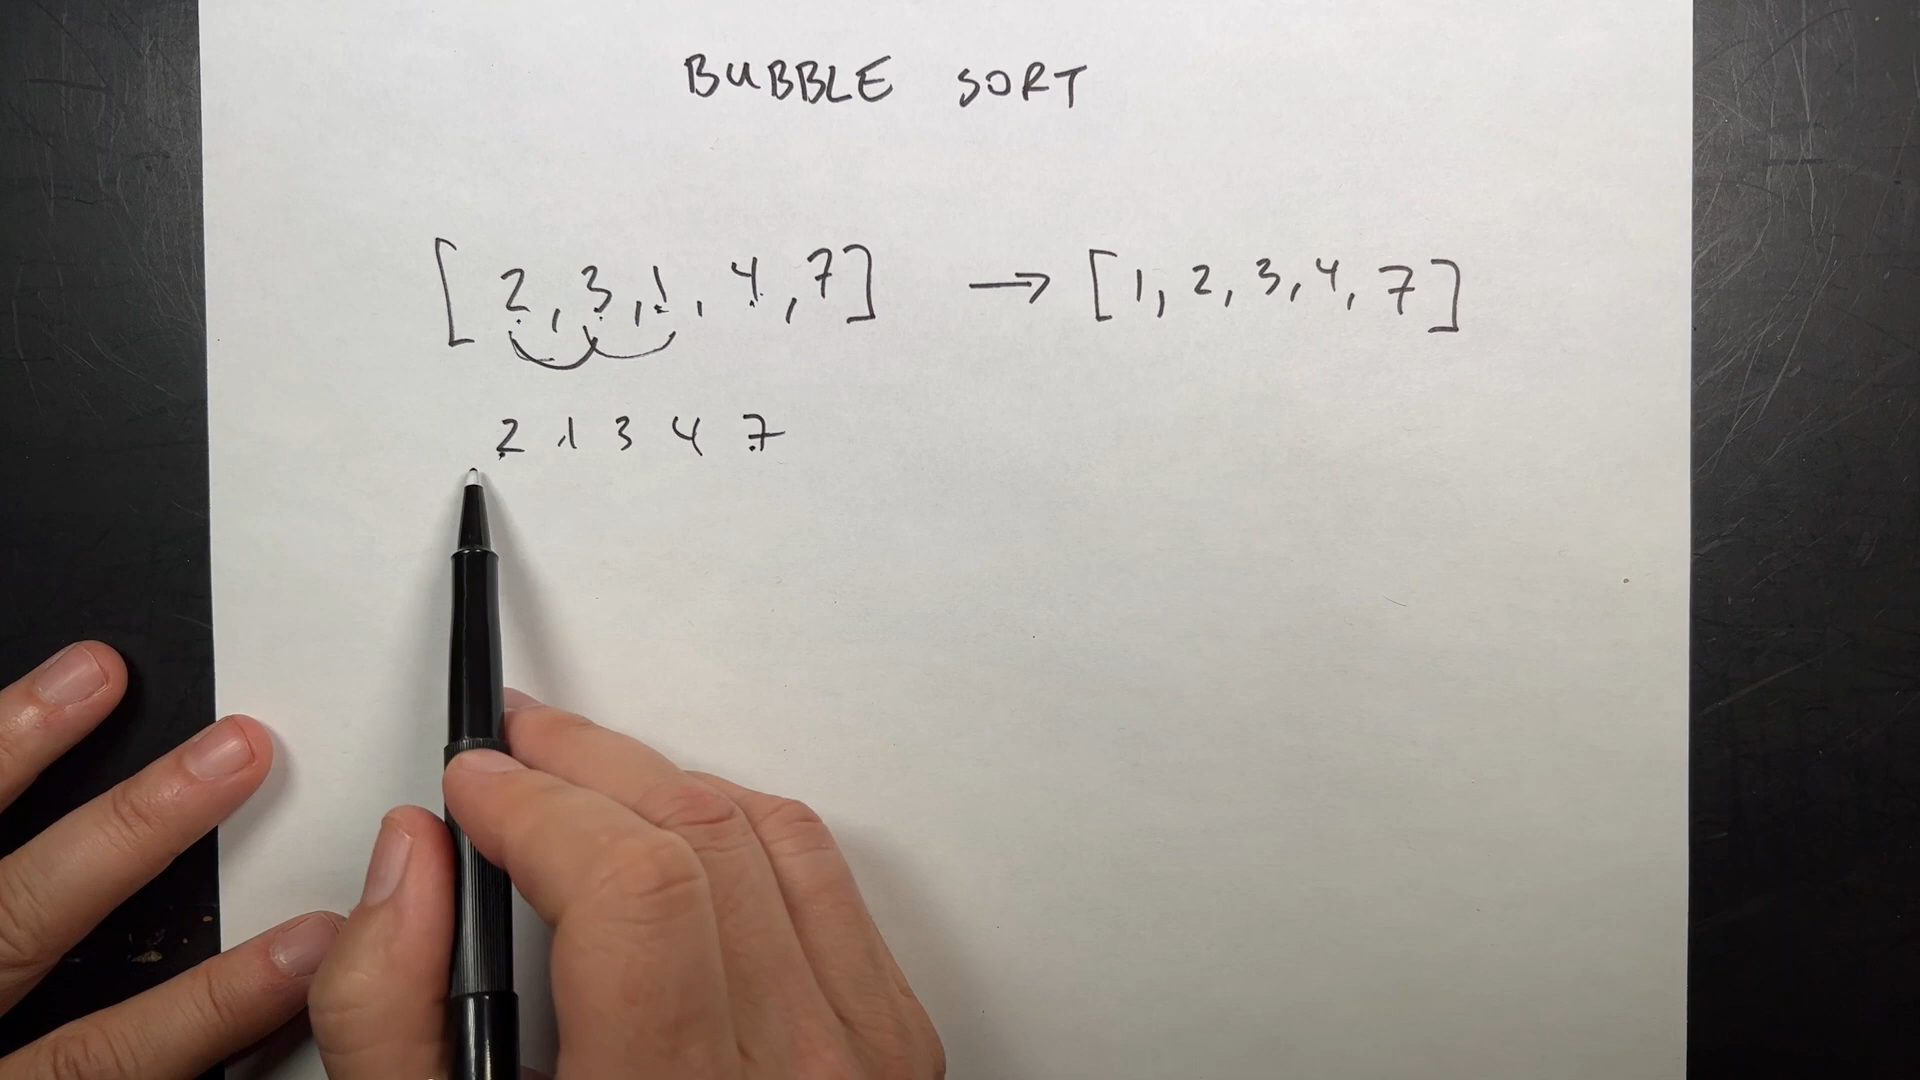 BUBBLE SORT
[2, 3, 1, 4, 7] → [1, 2, 3, 4, 7]
2 1 3 4 7